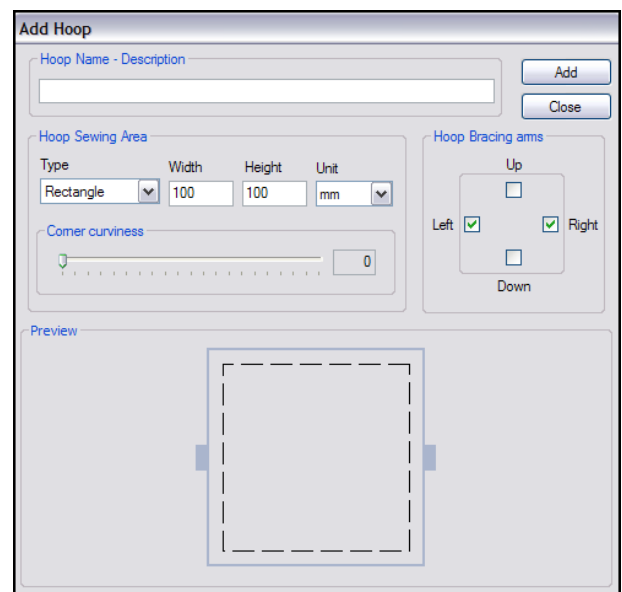 Add Hoop
Hoop Name - Description
Add
Close
Hoop Sewing Area
Type Width Height Unit
Rectangle 100 100 mm
Corner curviness
0
Hoop Bracing arms
Up
Left Right
Down
Preview